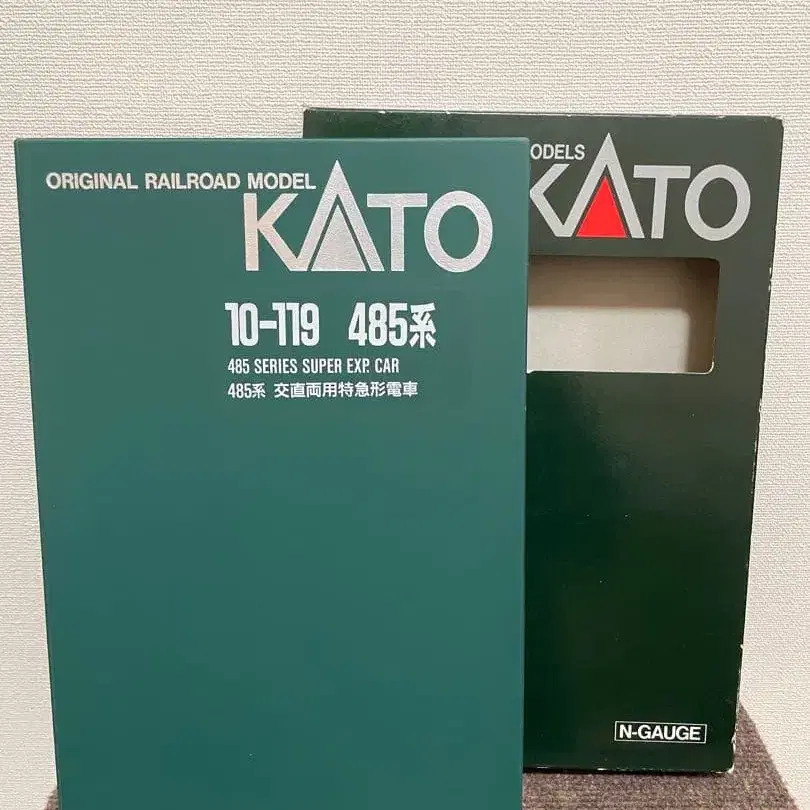 ORIGINAL RAILROAD MODEL
KATO
10-119 485系
485 SERIES SUPER EXP. CAR
485系 交直両用特急形電車
ODELS
KATO
N-GAUGE